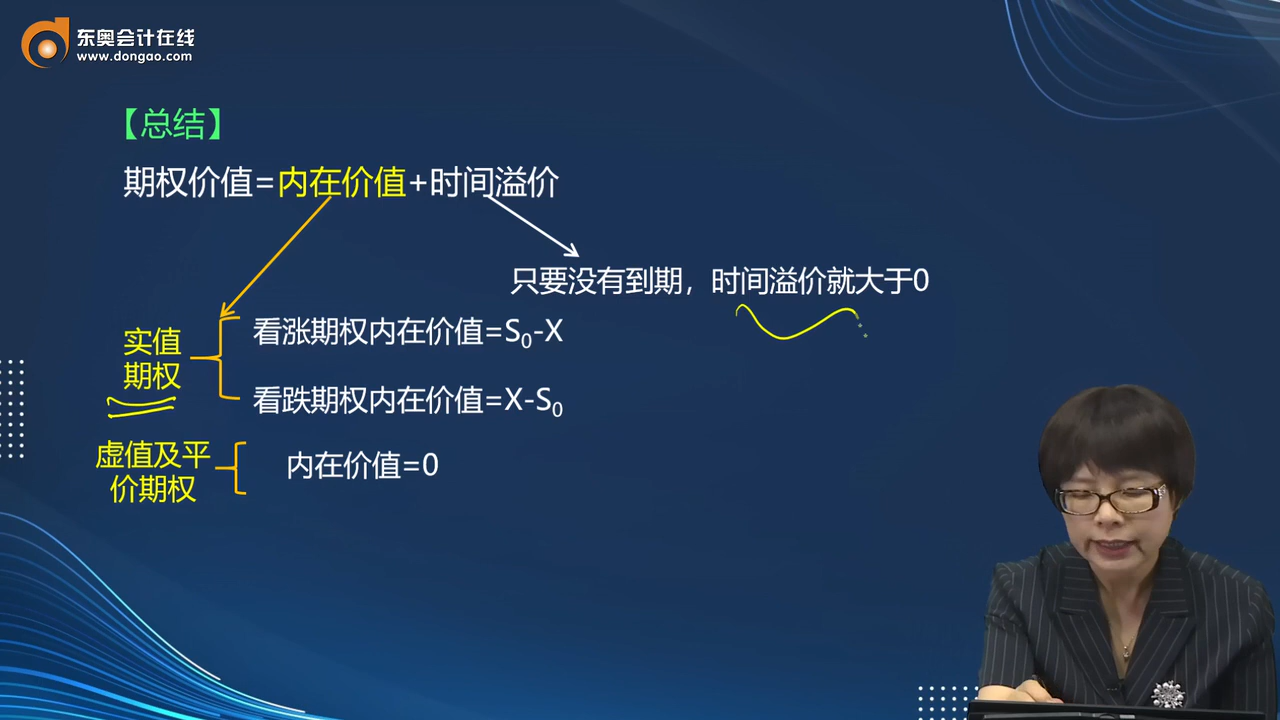 东奥会计在线
www.dongao.com
【总结】
期权价值=内在价值+时间溢价
只要没有到期，时间溢价就大于0
实值
期权
看涨期权内在价值=S₀-X
看跌期权内在价值=X-S₀
虚值及平
价期权
内在价值=0